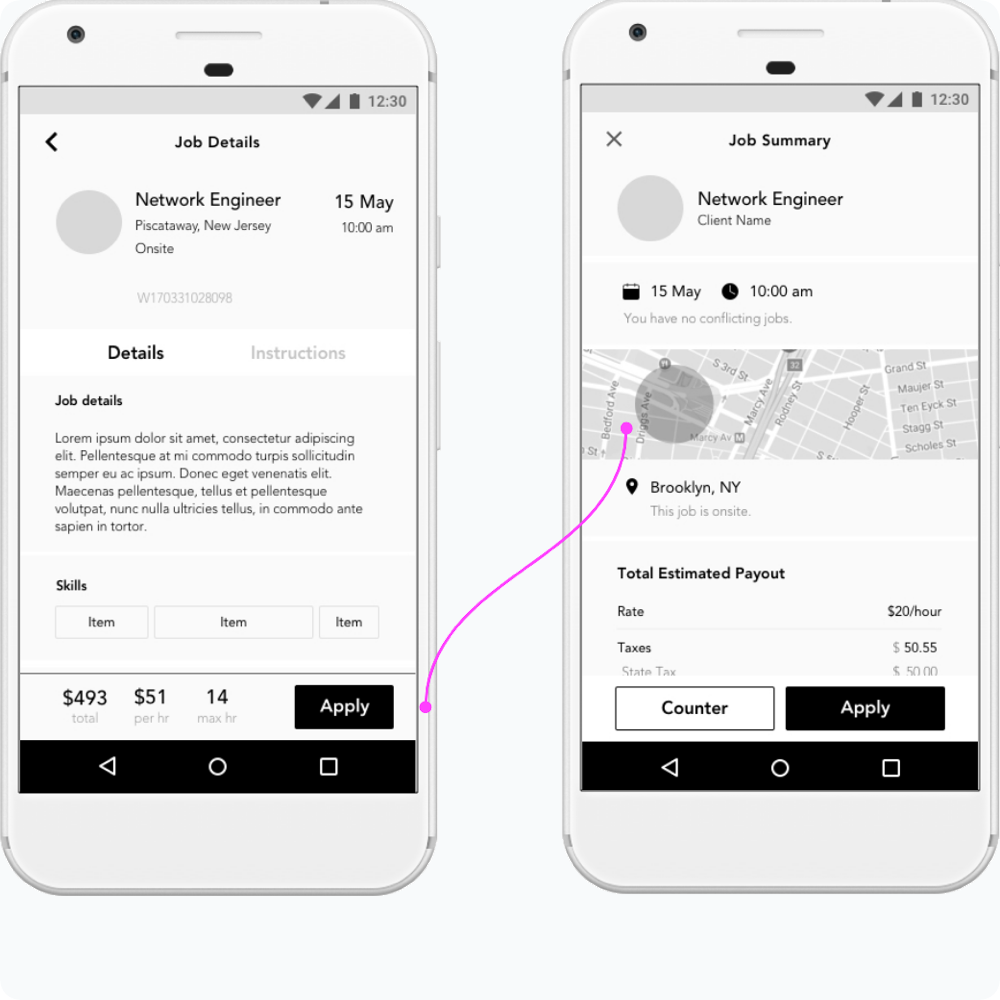 12:30
Job Details
Network Engineer
15 May
Piscataway, New Jersey
10:00 am
Onsite
W170331028098
Details
Instructions
Job details
Lorem ipsum dolor sit amet, consectetur adipiscing
elit. Pellentesque at mi commodo turpis sollicitudin
semper eu ac ipsum. Donec eget venenatis elit.
Maecenas pellentesque, tellus et pellentesque
volutpat, nunc nulla ultricies tellus, in commodo ante
sapien in tortor.
Skills
Item
Item
Item
$493
$51
14
total
per hr
max hr
Apply
12:30
Job Summary
Network Engineer
Client Name
15 May
10:00 am
You have no conflicting jobs.
S 3rd St
32
Grand St
Maujer St
Ten Eyck St
Stagg St
Scholes St
Bedford Ave
Driggs Ave
Marcy Ave
Rodney St
Hooper St
Marcy Av M
Brooklyn, NY
This job is onsite.
Total Estimated Payout
Rate
$20/hour
Taxes
$ 50.55
State Tax
$ 50.00
Counter
Apply